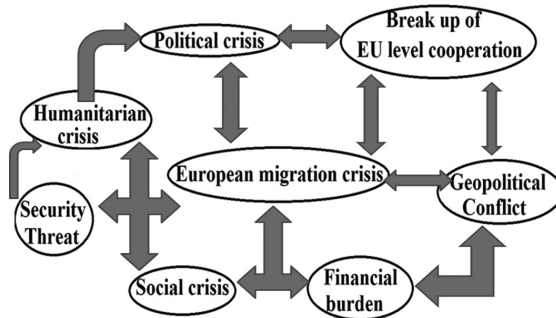 Political crisis
Break up of
EU level cooperation
Humanitarian
crisis
European migration crisis
Geopolitical
Conflict
Security
Threat
Social crisis
Financial
burden